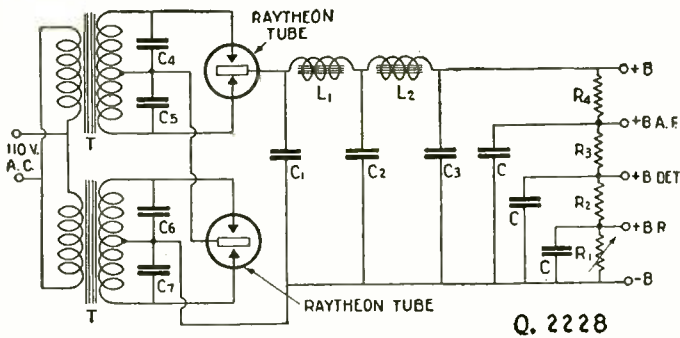 RAYTHEON
TUBE
C4
C5
T
110 V.
A.C.
L1
L2
C1
C2
C3
C
C
C
R4
R3
R2
R1
+B
+B A.F.
+B DET
+B R
-B
C6
C7
T
RAYTHEON TUBE
Q. 2228